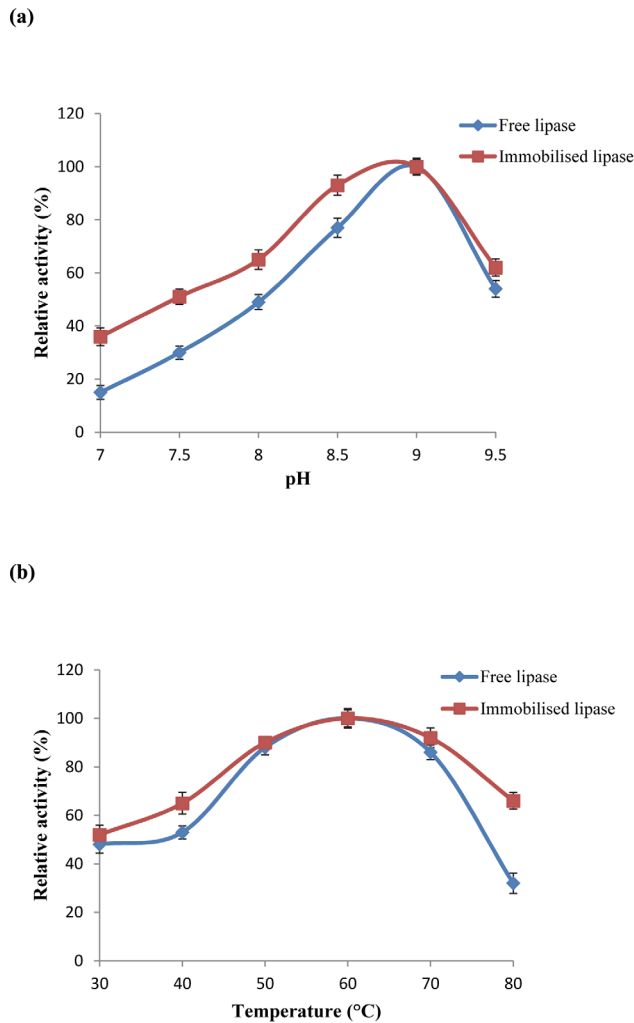 (a)
120
100
80
60
40
20
0
Relative activity (%)
7
7.5
8
8.5
9
9.5
pH
Free lipase
Immobilised lipase
(b)
120
100
80
60
40
20
0
Relative activity (%)
30
40
50
60
70
80
Temperature (°C)
Free lipase
Immobilised lipase